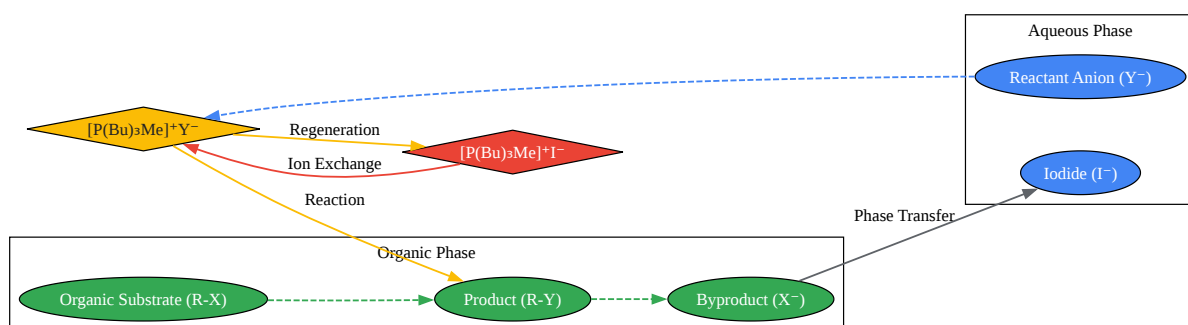 Aqueous Phase
Reactant Anion (Y⁻)
[P(Bu)₃Me]⁺Y⁻
Regeneration
[P(Bu)₃Me]⁺I⁻
Ion Exchange
Iodide (I⁻)
Reaction
Phase Transfer
Organic Phase
Organic Substrate (R-X)
Product (R-Y)
Byproduct (X⁻)